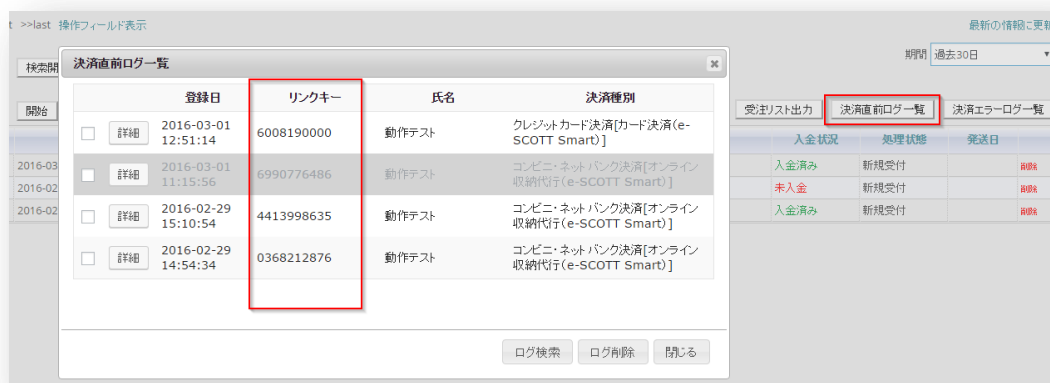 t >>last 操作フィールド表示
最新の情報に更新
検索開
期間 過去30日
開始
受注リスト出力 決済直前ログ一覧 決済エラーログ一覧
入金状況 処理状態 発送日
2016-03 入金済み 新規受付 削除
2016-02 未入金 新規受付 削除
2016-02 入金済み 新規受付 削除
決済直前ログ一覧
登録日 リンクキー 氏名 決済種別
詳細 2016-03-01 12:51:14 6008190000 動作テスト クレジットカード決済[カード決済(e-
SCOTT Smart)]
詳細 2016-03-01 11:15:56 6990776486 動作テスト コンビニ・ネットバンク決済[オンライン
収納代行(e-SCOTT Smart)]
詳細 2016-02-29 15:10:54 4413998635 動作テスト コンビニ・ネットバンク決済[オンライン
収納代行(e-SCOTT Smart)]
詳細 2016-02-29 14:54:34 0368212876 動作テスト コンビニ・ネットバンク決済[オンライン
収納代行(e-SCOTT Smart)]
ログ検索 ログ削除 閉じる